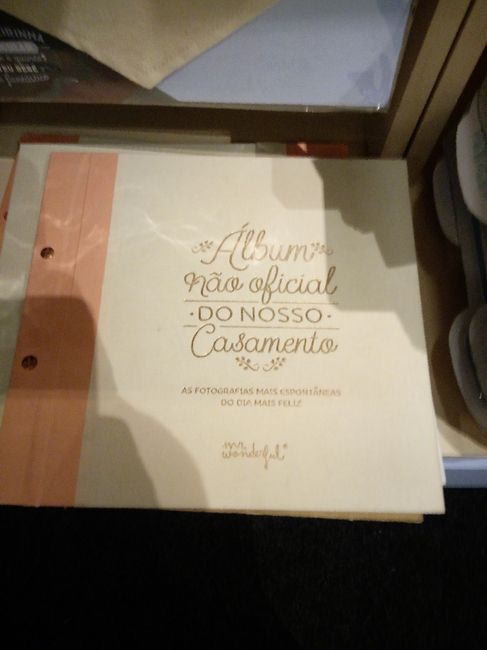 Álbum
não oficial
·DO NOSSO·
Casamento
AS FOTOGRAFIAS MAIS ESPONTÂNEAS
DO DIA MAIS FELIZ
mr
wonderful®